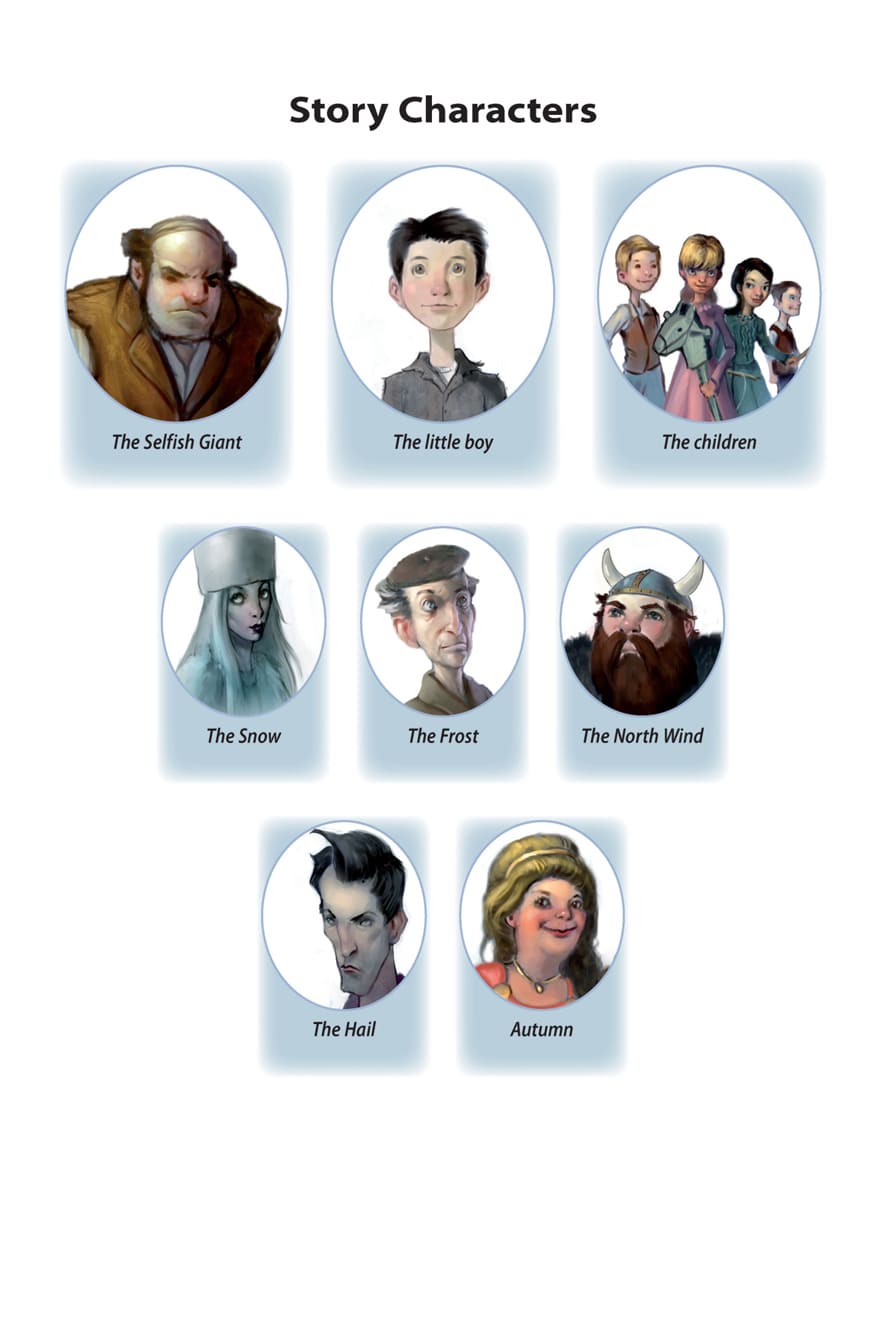 Story Characters
The Selfish Giant
The little boy
The children
The Snow
The Frost
The North Wind
The Hail
Autumn